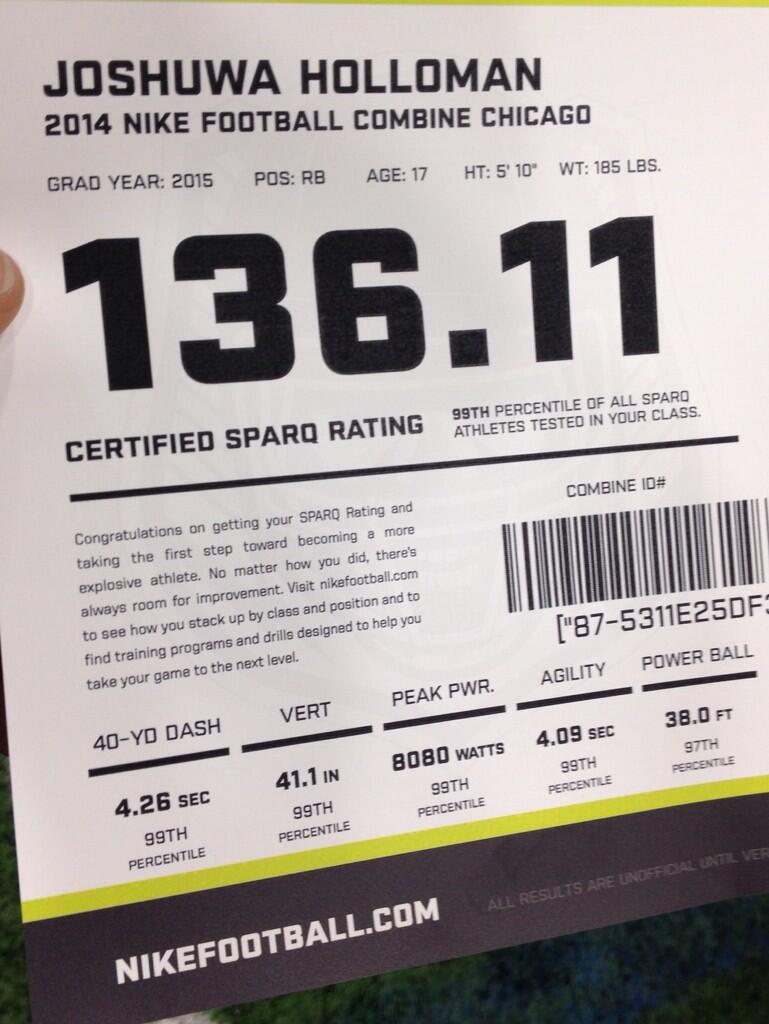 JOSHUWA HOLLOMAN
2014 NIKE FOOTBALL COMBINE CHICAGO
GRAD YEAR: 2015 POS: RB AGE: 17 HT: 5' 10" WT: 185 LBS.
136.11
CERTIFIED SPARQ RATING
99TH PERCENTILE OF ALL SPARQ
ATHLETES TESTED IN YOUR CLASS.
Congratulations on getting your SPARQ Rating and
taking the first step toward becoming a more
explosive athlete. No matter how you did, there's
always room for improvement. Visit nikefootball.com
to see how you stack up by class and position and to
find training programs and drills designed to help you
take your game to the next level.
COMBINE ID#
["87-5311E25DF
40-YD DASH VERT PEAK PWR. AGILITY POWER BALL
4.26 SEC 41.1 IN 8080 WATTS 4.09 SEC 38.0 FT
99TH 99TH 99TH 99TH 97TH
PERCENTILE PERCENTILE PERCENTILE PERCENTILE PERCENTILE
NIKEFOOTBALL.COM
ALL RESULTS ARE UNOFFICIAL UNTIL VER